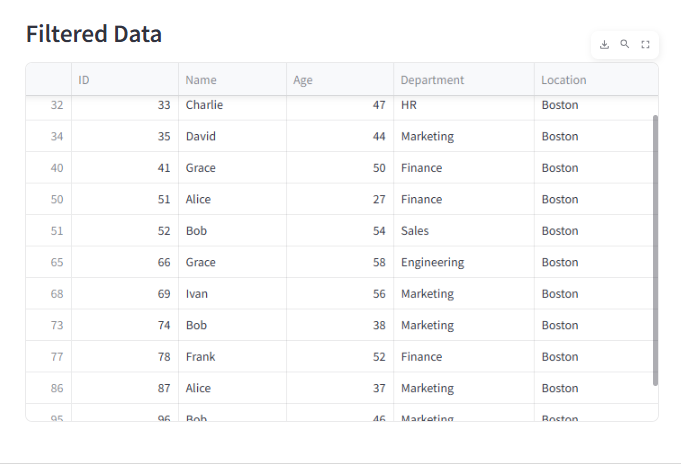 Filtered Data
ID Name Age Department Location
32 33 Charlie 47 HR Boston
34 35 David 44 Marketing Boston
40 41 Grace 50 Finance Boston
50 51 Alice 27 Finance Boston
51 52 Bob 54 Sales Boston
65 66 Grace 58 Engineering Boston
68 69 Ivan 56 Marketing Boston
73 74 Bob 38 Marketing Boston
77 78 Frank 52 Finance Boston
86 87 Alice 37 Marketing Boston
95 96 Bob 46 Marketing Boston